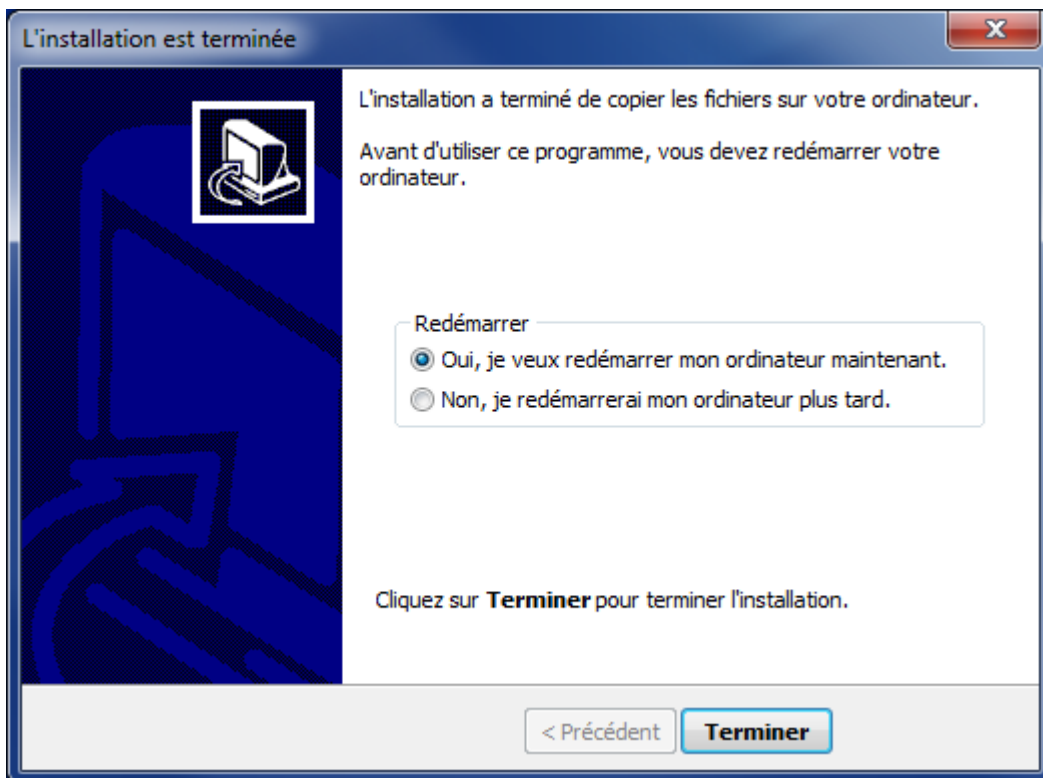 L'installation est terminée
L'installation a terminé de copier les fichiers sur votre ordinateur.
Avant d'utiliser ce programme, vous devez redémarrer votre
ordinateur.
Redémarrer
Oui, je veux redémarrer mon ordinateur maintenant.
Non, je redémarrerai mon ordinateur plus tard.
Cliquez sur Terminer pour terminer l'installation.
< Précédent
Terminer